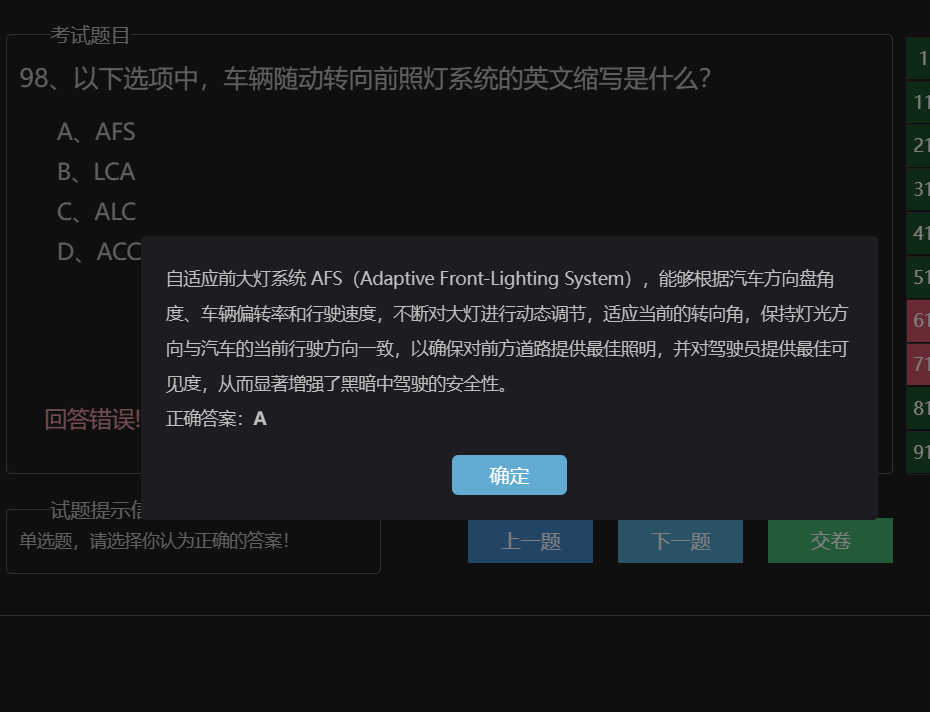 考试题目
98、以下选项中，车辆随动转向前照灯系统的英文缩写是什么？
A、AFS
B、LCA
C、ALC
D、ACC
自适应前大灯系统 AFS（Adaptive Front-Lighting System），能够根据汽车方向盘角
度、车辆偏转率和行驶速度，不断对大灯进行动态调节，适应当前的转向角，保持灯光方
向与汽车的当前行驶方向一致，以确保对前方道路提供最佳照明，并对驾驶员提供最佳可
见度，从而显著增强了黑暗中驾驶的安全性。
正确答案：A
确定
回答错误!
试题提示信
单选题，请选择你认为正确的答案！
上一题
下一题
交卷
1
11
21
31
41
51
61
71
81
91